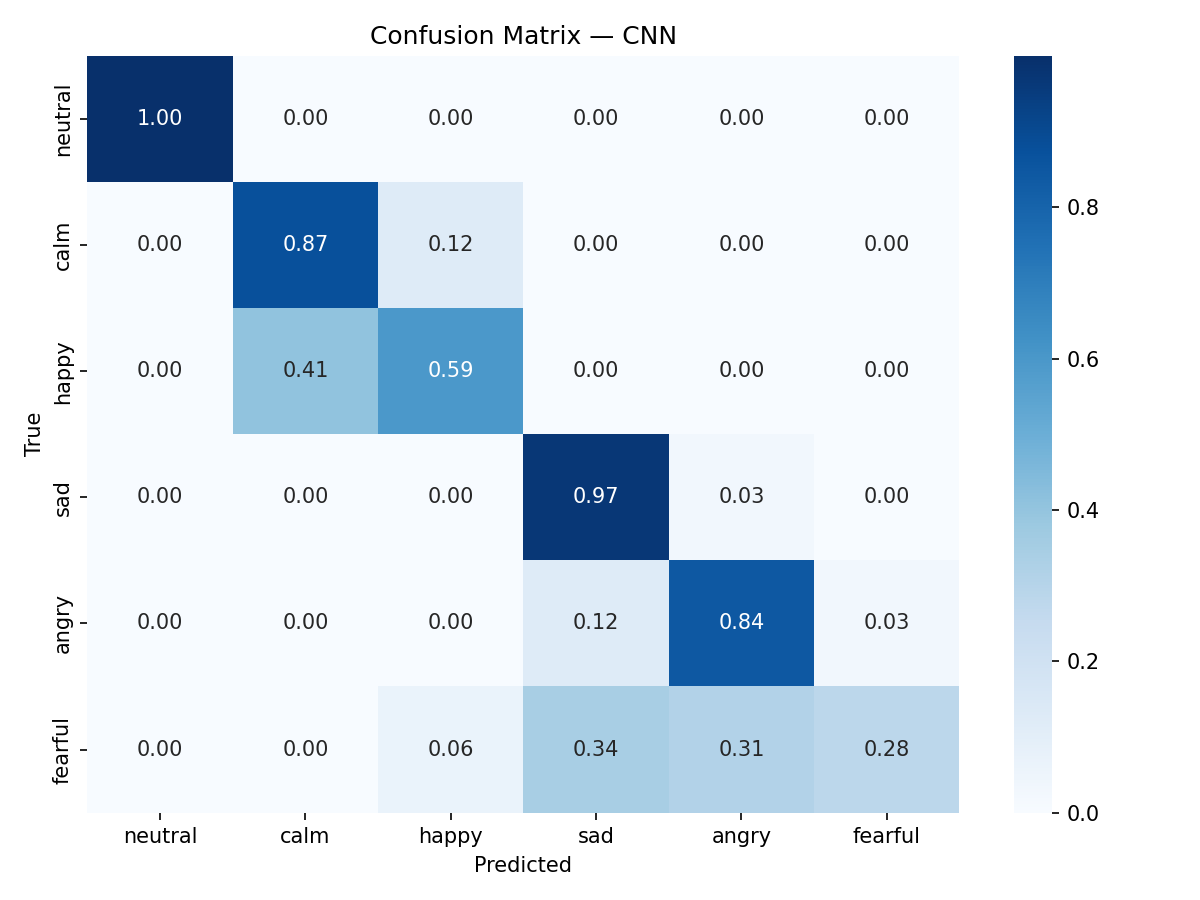 Confusion Matrix — CNN
neutral 1.00 0.00 0.00 0.00 0.00 0.00
calm 0.00 0.87 0.12 0.00 0.00 0.00
happy 0.00 0.41 0.59 0.00 0.00 0.00
sad 0.00 0.00 0.00 0.97 0.03 0.00
angry 0.00 0.00 0.00 0.12 0.84 0.03
fearful 0.00 0.00 0.06 0.34 0.31 0.28
True
neutral calm happy sad angry fearful
Predicted
0.8
0.6
0.4
0.2
0.0